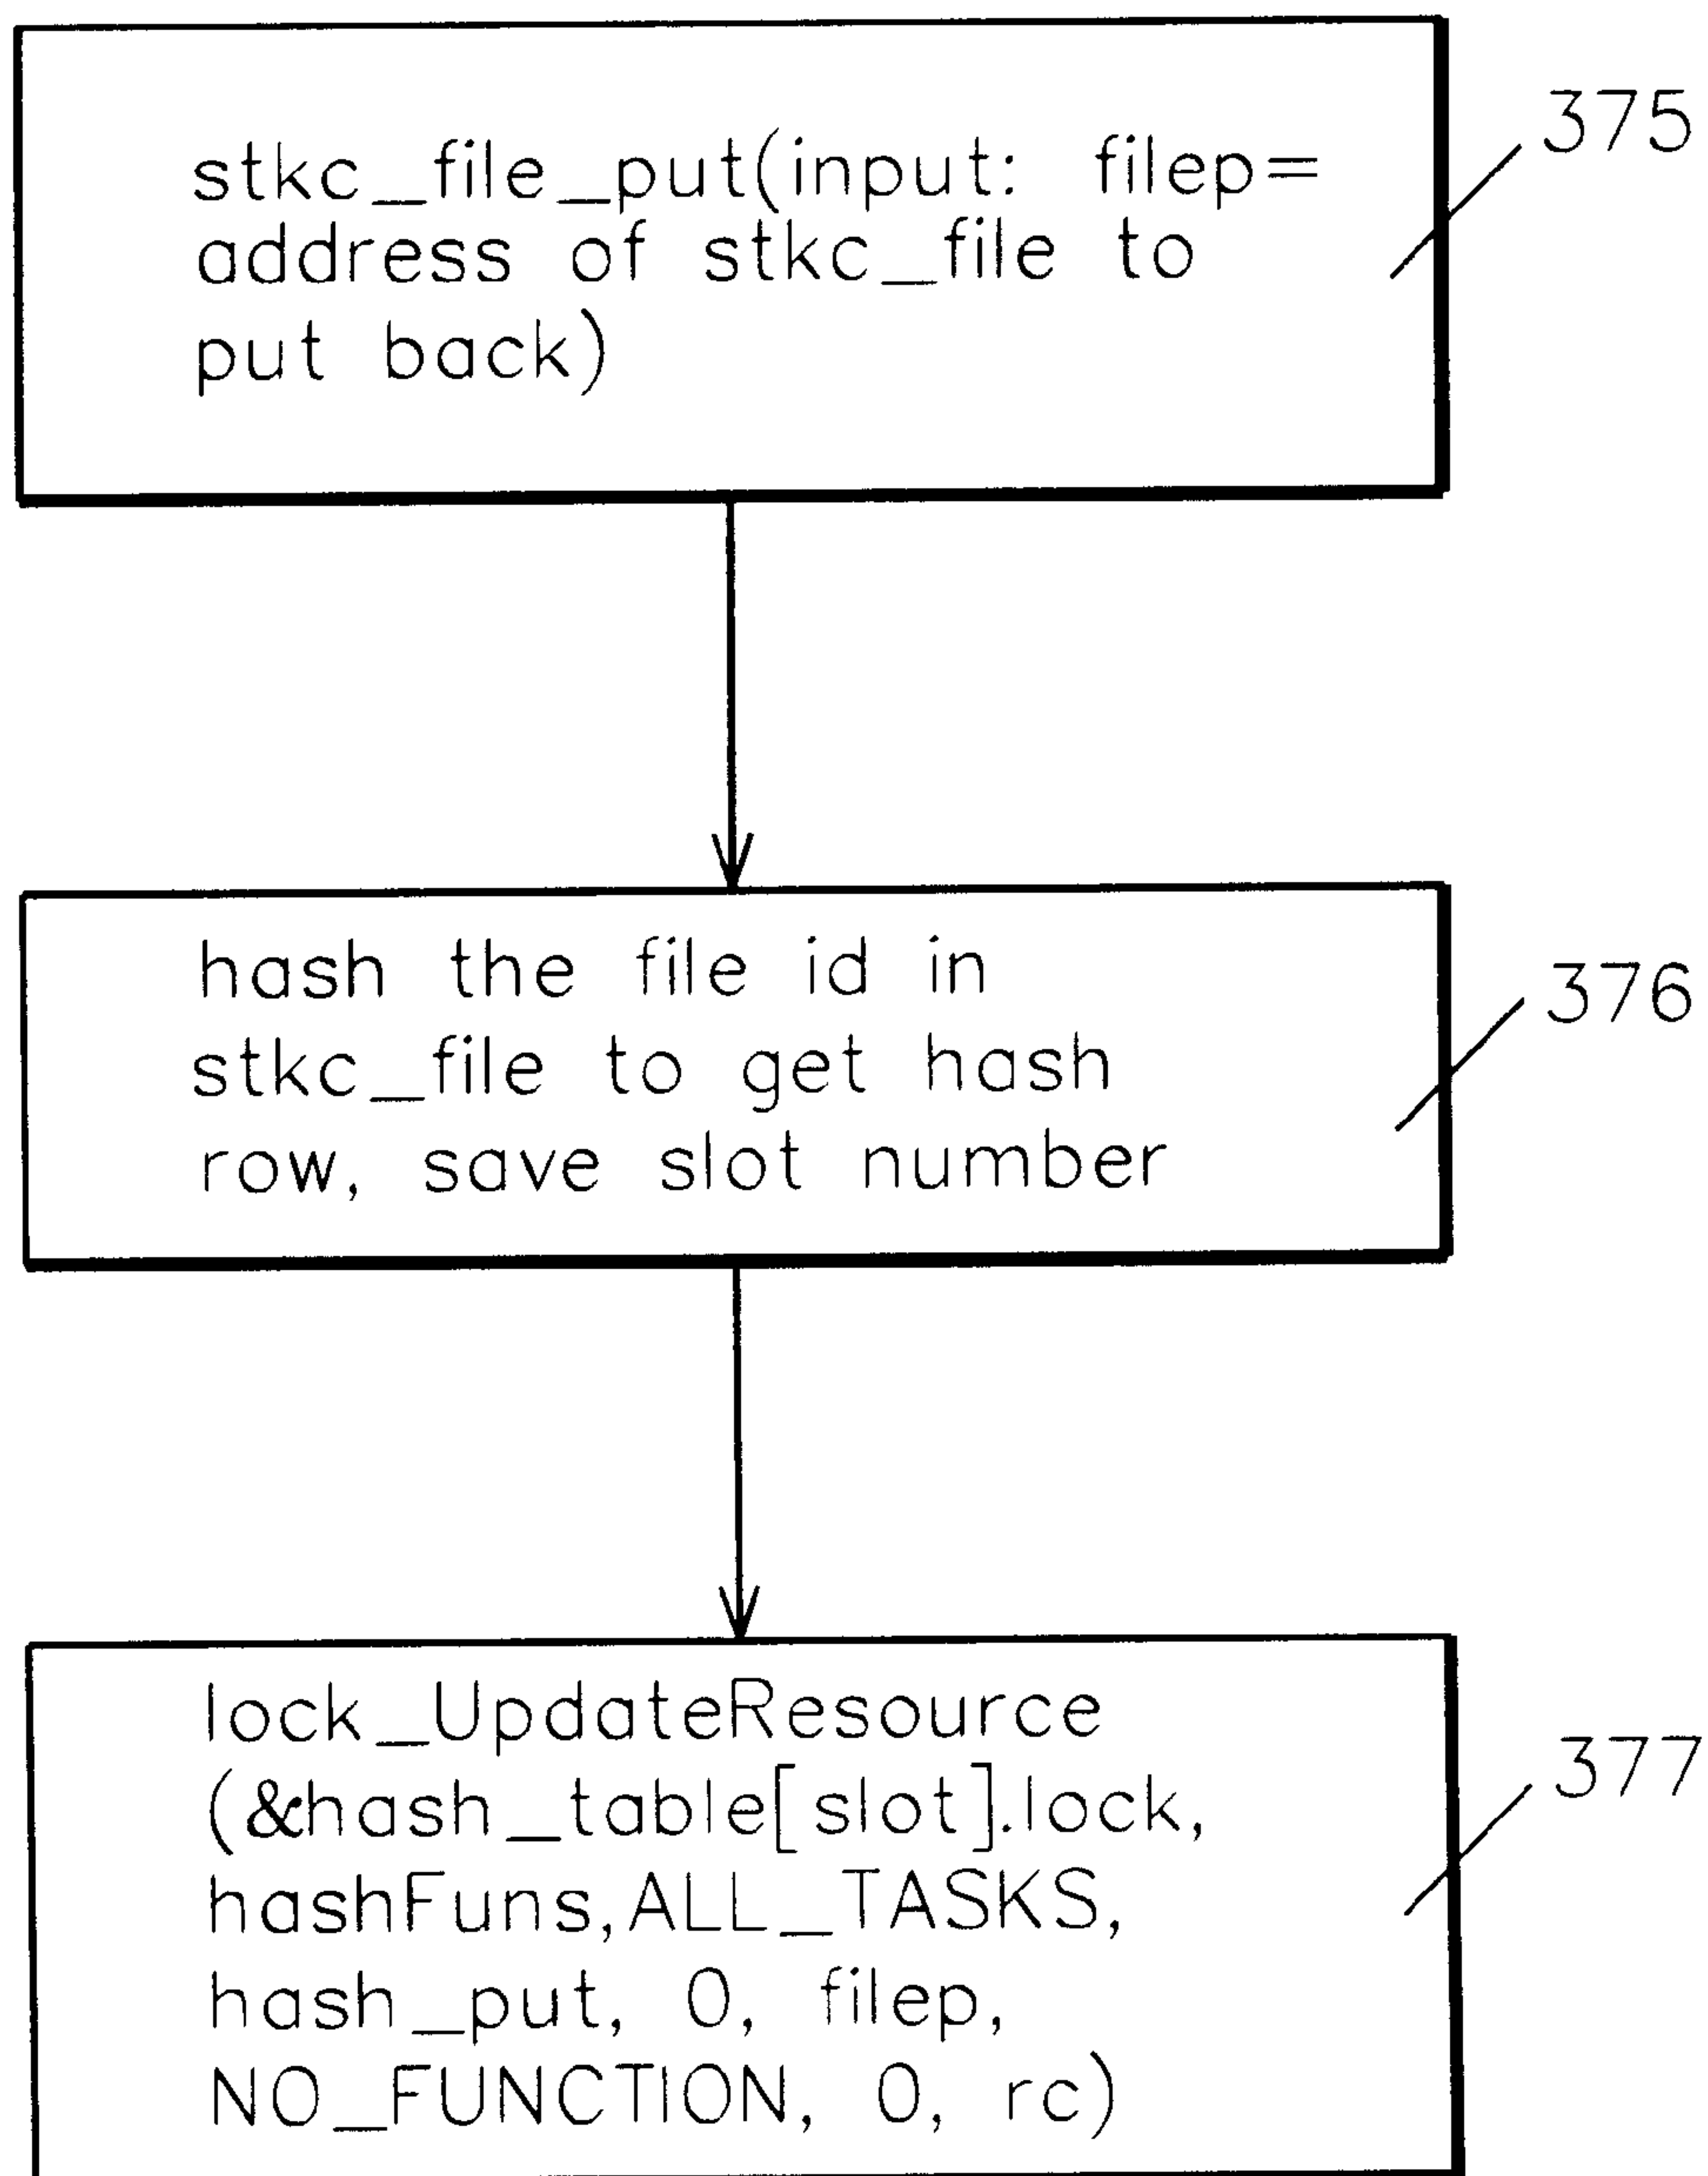 stkc_file_put(input: filep=
address of stkc_file to
put back)
375
hash the file id in
stkc_file to get hash
row, save slot number
376
lock_UpdateResource
(&hash_table[slot].lock,
hashFuns,ALL_TASKS,
hash_put, 0, filep,
NO_FUNCTION, 0, rc)
377